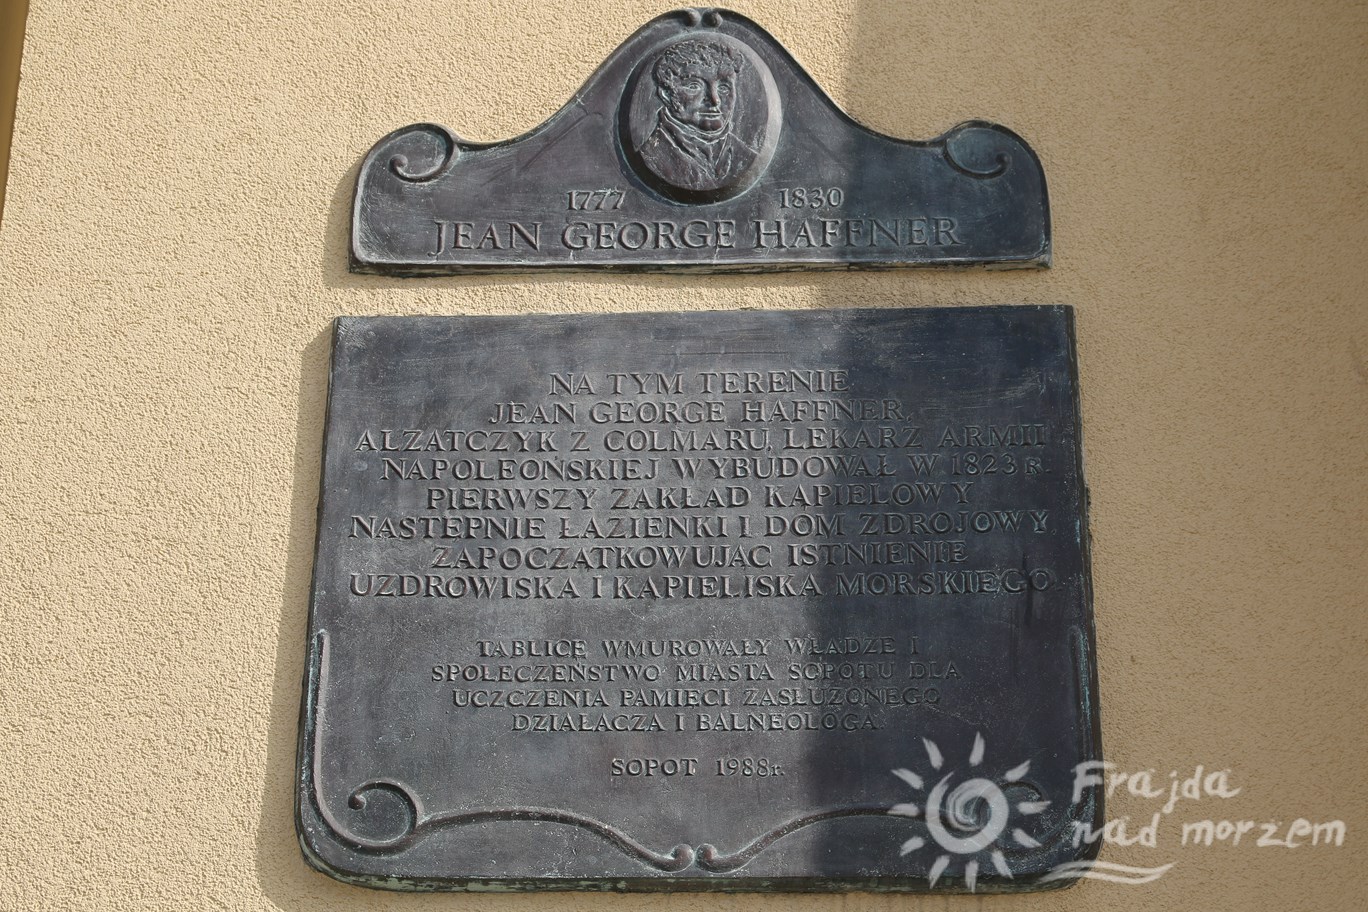 1777 1830
JEAN GEORGE HAFFNER
NA TYM TERENIE
JEAN GEORGE HAFFNER,
ALZATCZYK Z COLMARU, LEKARZ ARMII
NAPOLEOŃSKIEJ WYBUDOWAŁ W 1823 R.
PIERWSZY ZAKŁAD KĄPIELOWY
NASTĘPNIE ŁAZIENKI I DOM ZDROJOWY,
ZAPOCZĄTKOWUJĄC ISTNIENIE
UZDROWISKA I KĄPIELISKA MORSKIEGO
TABLICĘ WMUROWAŁY WŁADZE I
SPOŁECZEŃSTWO MIASTA SOPOTU DLA
UCZCZENIA PAMIĘCI ZASŁUŻONEGO
DZIAŁACZA I BALNEOLOGA.
SOPOT 1988r.
Frajda
nad morzem